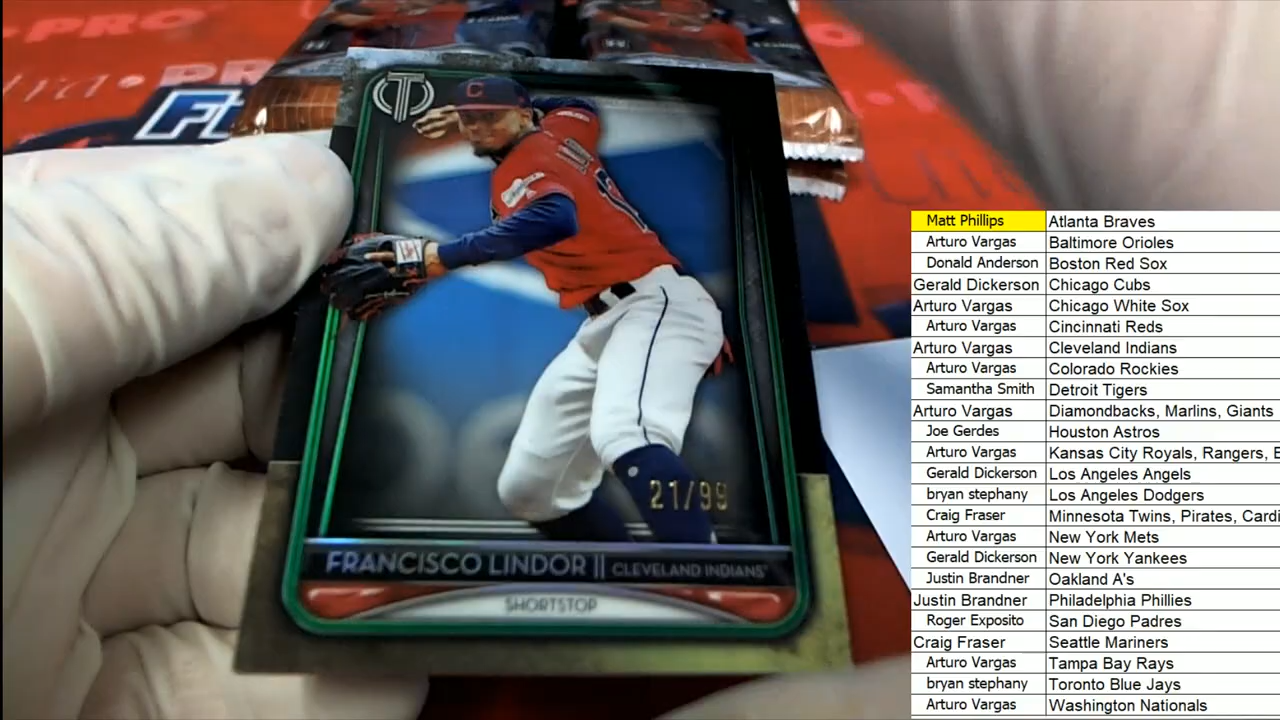 PRO
PRO
C
21/99
FRANCISCO LINDOR || CLEVELAND INDIANS
SHORTSTOP
Matt Phillips Atlanta Braves
Arturo Vargas Baltimore Orioles
Donald Anderson Boston Red Sox
Gerald Dickerson Chicago Cubs
Arturo Vargas Chicago White Sox
Arturo Vargas Cincinnati Reds
Arturo Vargas Cleveland Indians
Arturo Vargas Colorado Rockies
Samantha Smith Detroit Tigers
Arturo Vargas Diamondbacks, Marlins, Giants
Joe Gerdes Houston Astros
Arturo Vargas Kansas City Royals, Rangers,
Gerald Dickerson Los Angeles Angels
bryan stephany Los Angeles Dodgers
Craig Fraser Minnesota Twins, Pirates, Cardi
Arturo Vargas New York Mets
Gerald Dickerson New York Yankees
Justin Brandner Oakland A's
Justin Brandner Philadelphia Phillies
Roger Exposito San Diego Padres
Craig Fraser Seattle Mariners
Arturo Vargas Tampa Bay Rays
bryan stephany Toronto Blue Jays
Arturo Vargas Washington Nationals